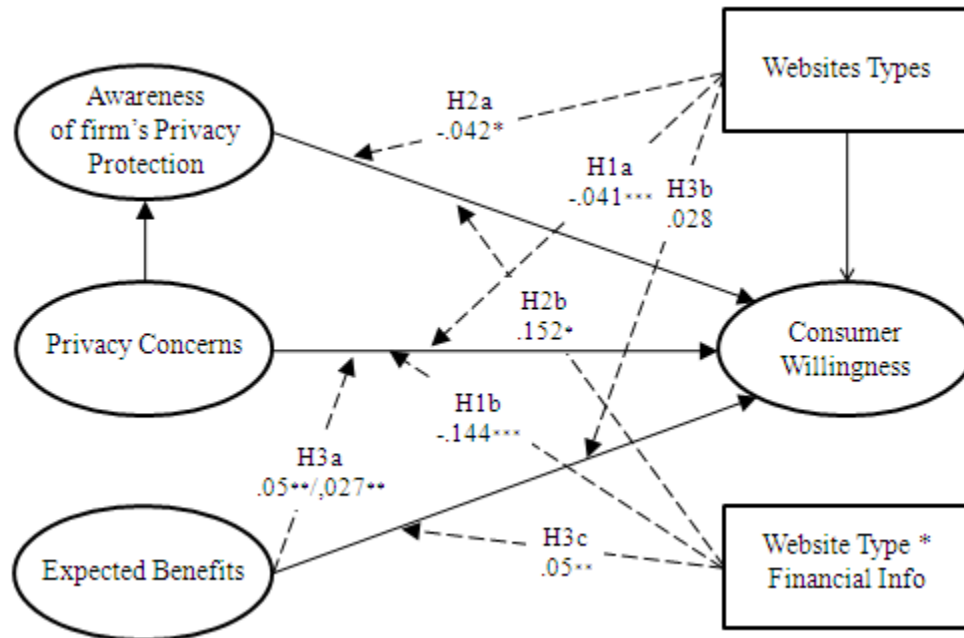 Awareness
of firm's Privacy
Protection
Websites Types
H2a
-.042*
H1a
-.041***
H3b
.028
Privacy Concerns
H2b
.152*
Consumer
Willingness
H1b
-.144***
H3a
.05**/,027**
Expected Benefits
H3c
.05**
Website Type *
Financial Info